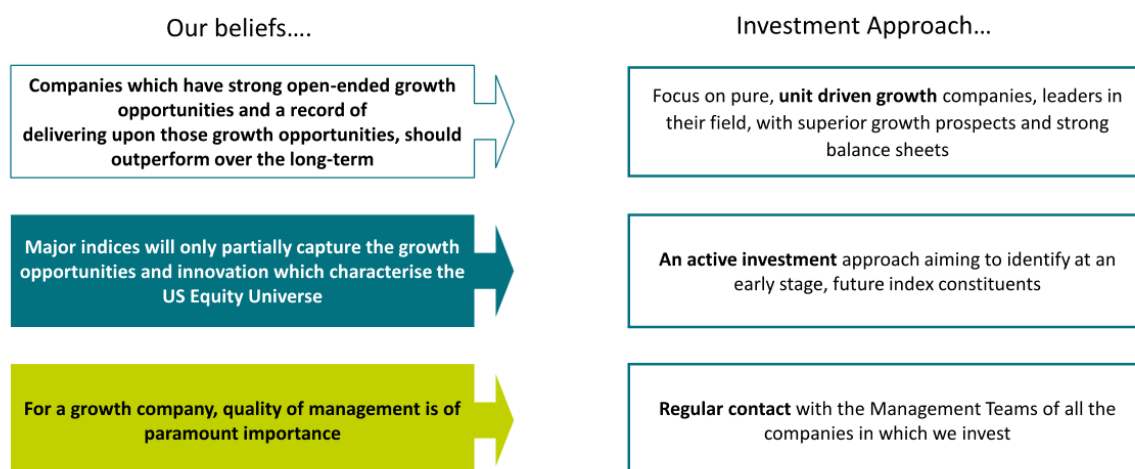 Our beliefs....
Investment Approach...
Companies which have strong open-ended growth
opportunities and a record of
delivering upon those growth opportunities, should
outperform over the long-term
Focus on pure, unit driven growth companies, leaders in
their field, with superior growth prospects and strong
balance sheets
Major indices will only partially capture the growth
opportunities and innovation which characterise the
US Equity Universe
An active investment approach aiming to identify at an
early stage, future index constituents
For a growth company, quality of management is of
paramount importance
Regular contact with the Management Teams of all the
companies in which we invest